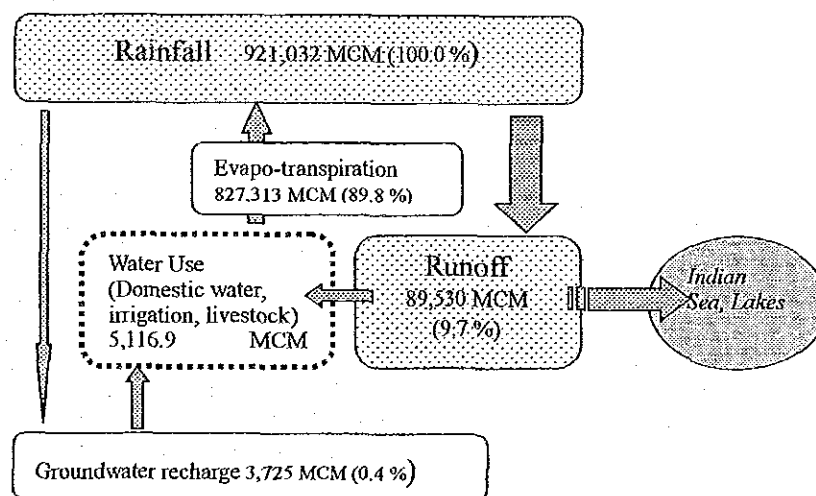 Rainfall 921,032 MCM (100.0 %)
Evapo-transpiration
827,313 MCM (89.8 %)
Water Use
(Domestic water,
irrigation, livestock)
5,116.9 MCM
Runoff
89,530 MCM
(9.7 %)
Indian
Sea, Lakes
Groundwater recharge 3,725 MCM (0.4 %)